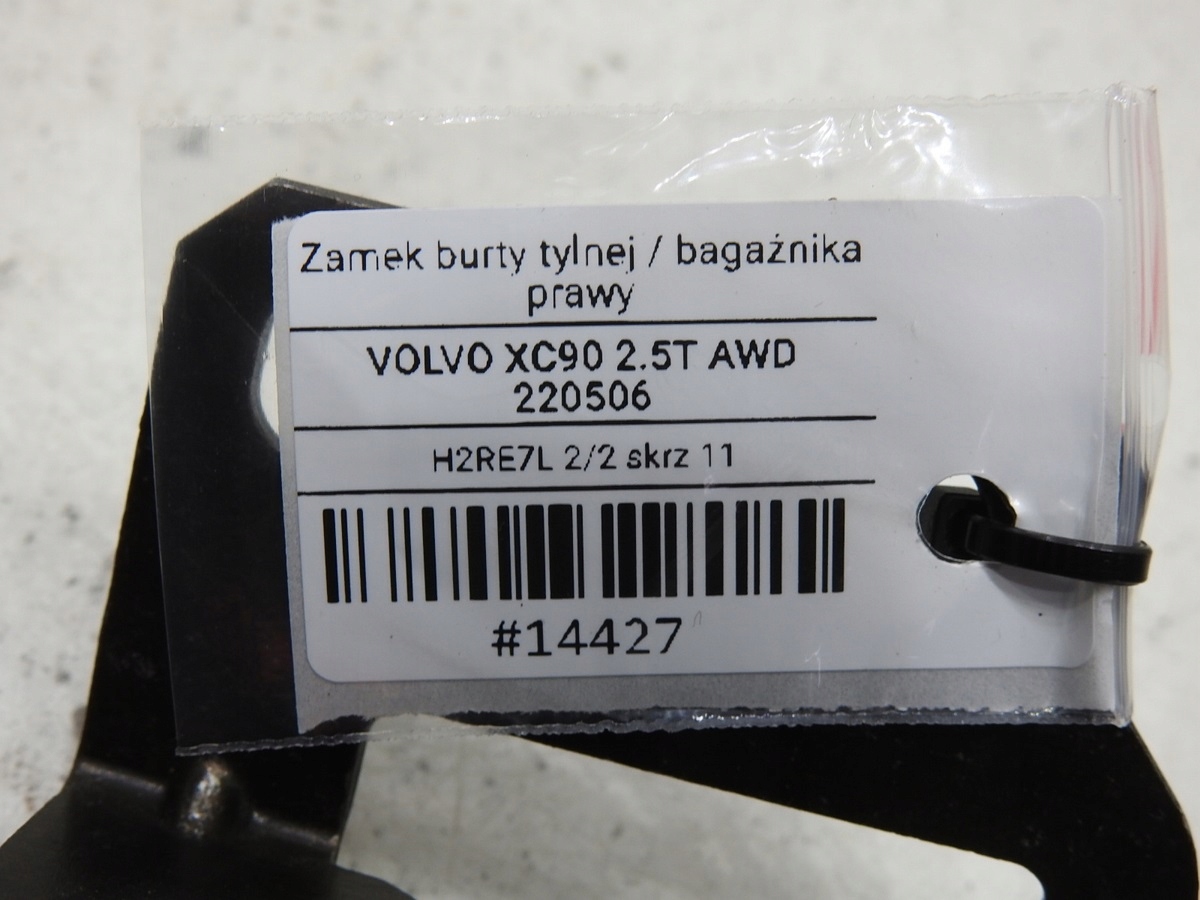 Zamek burty tylnej / bagażnika
prawy
VOLVO XC90 2.5T AWD
220506
H2RE7L 2/2 skrz 11
#14427